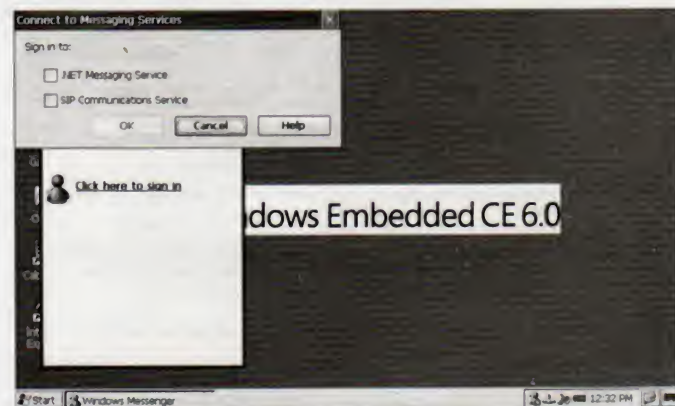 Connect to Messaging Services
Sign in to:
.NET Messaging Service
SIP Communications Service
OK Cancel Help
Click here to sign in
dows Embedded CE 6.0
Int
Start Windows Messenger 12:32 PM